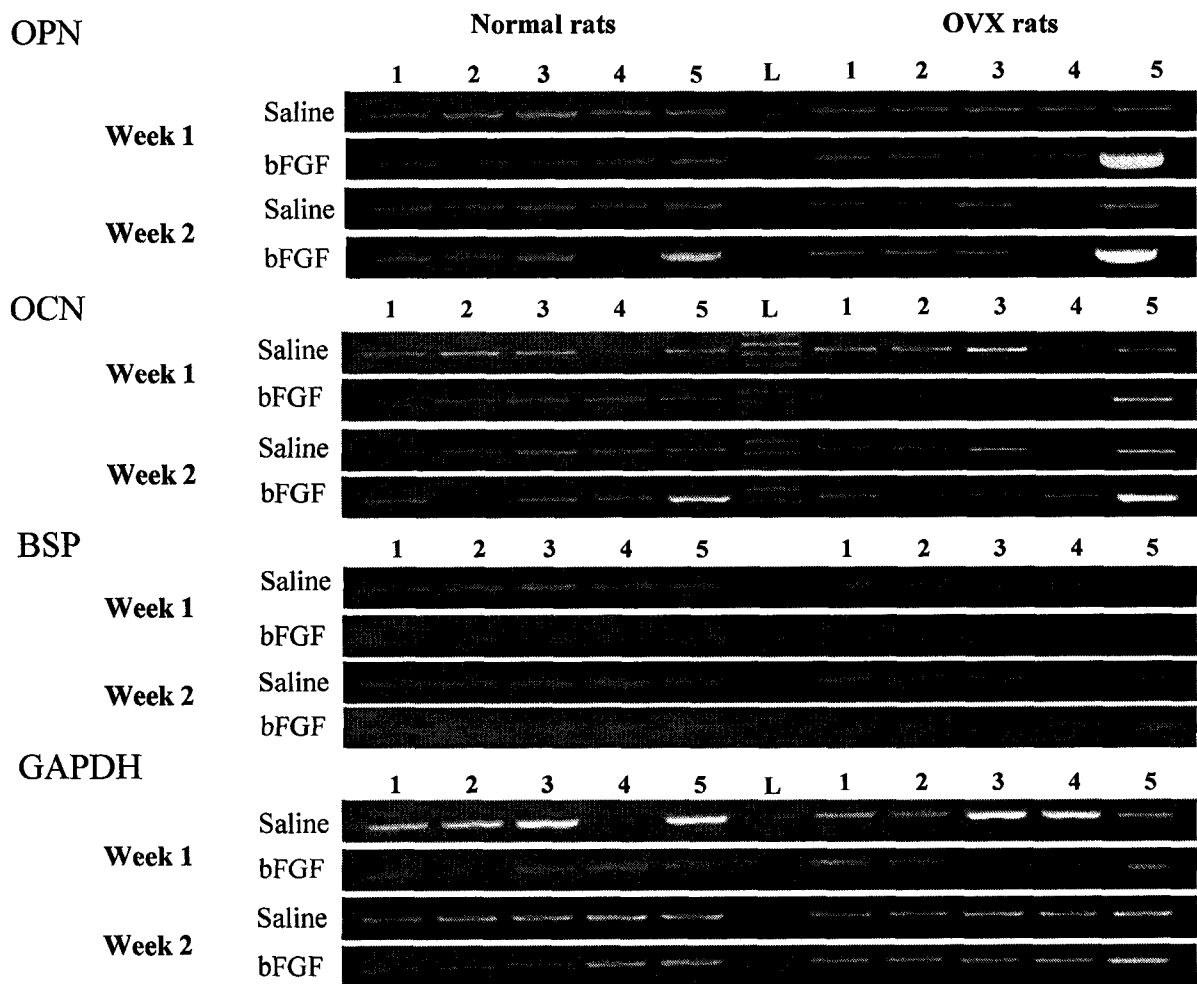 OPN
Normal rats OVX rats
1 2 3 4 5 L 1 2 3 4 5
Saline
Week 1
bFGF
Saline
Week 2
bFGF
OCN
1 2 3 4 5 L 1 2 3 4 5
Saline
Week 1
bFGF
Saline
Week 2
bFGF
BSP
1 2 3 4 5 1 2 3 4 5
Saline
Week 1
bFGF
Saline
Week 2
bFGF
GAPDH
1 2 3 4 5 L 1 2 3 4 5
Saline
Week 1
bFGF
Saline
Week 2
bFGF